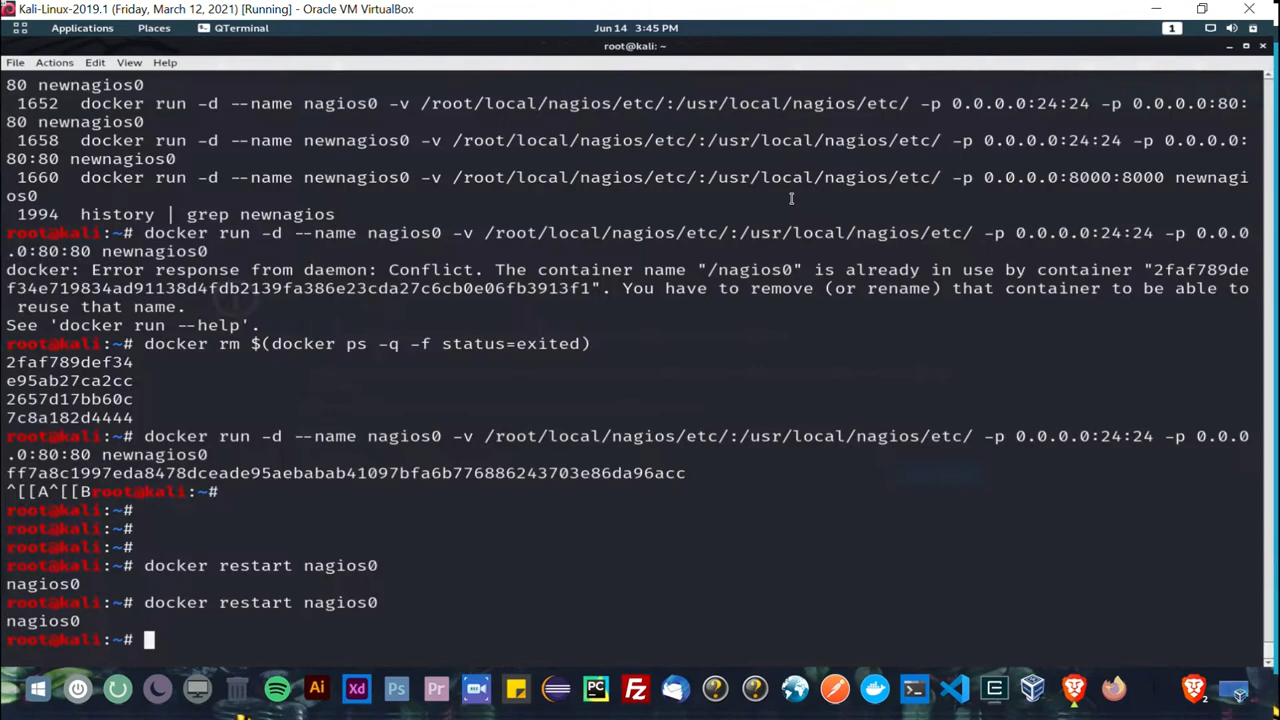 Kali-Linux-2019.1 (Friday, March 12, 2021) [Running] - Oracle VM VirtualBox
Applications Places QTerminal Jun 14 3:45 PM 1
root@kali: ~
File Actions Edit View Help
80 newnagios0
1652 docker run -d --name nagios0 -v /root/local/nagios/etc/:/usr/local/nagios/etc/ -p 0.0.0.0:24:24 -p 0.0.0.0:80:
80 newnagios0
1658 docker run -d --name newnagios0 -v /root/local/nagios/etc/:/usr/local/nagios/etc/ -p 0.0.0.0:24:24 -p 0.0.0.0:
80:80 newnagios0
1660 docker run -d --name newnagios0 -v /root/local/nagios/etc/:/usr/local/nagios/etc/ -p 0.0.0.0:8000:8000 newnagi
os0
1994 history | grep newnagios
root@kali:~# docker run -d --name nagios0 -v /root/local/nagios/etc/:/usr/local/nagios/etc/ -p 0.0.0.0:24:24 -p 0.0.0
.0:80:80 newnagios0
docker: Error response from daemon: Conflict. The container name "/nagios0" is already in use by container "2faf789de
f34e719834ad91138d4fdb2139fa386e23cda27c6cb0e06fb3913f1". You have to remove (or rename) that container to be able to
reuse that name.
See 'docker run --help'.
root@kali:~# docker rm $(docker ps -q -f status=exited)
2faf789def34
e95ab27ca2cc
2657d17bb60c
7c8a182d4444
root@kali:~# docker run -d --name nagios0 -v /root/local/nagios/etc/:/usr/local/nagios/etc/ -p 0.0.0.0:24:24 -p 0.0.0
.0:80:80 newnagios0
ff7a8c1997eda8478dceade95aebabab41097bfa6b776886243703e86da96acc
^[[A^[[Broot@kali:~#
root@kali:~#
root@kali:~#
root@kali:~#
root@kali:~# docker restart nagios0
nagios0
root@kali:~# docker restart nagios0
nagios0
root@kali:~#
Ai Xd Ps Pr PC FZ 2